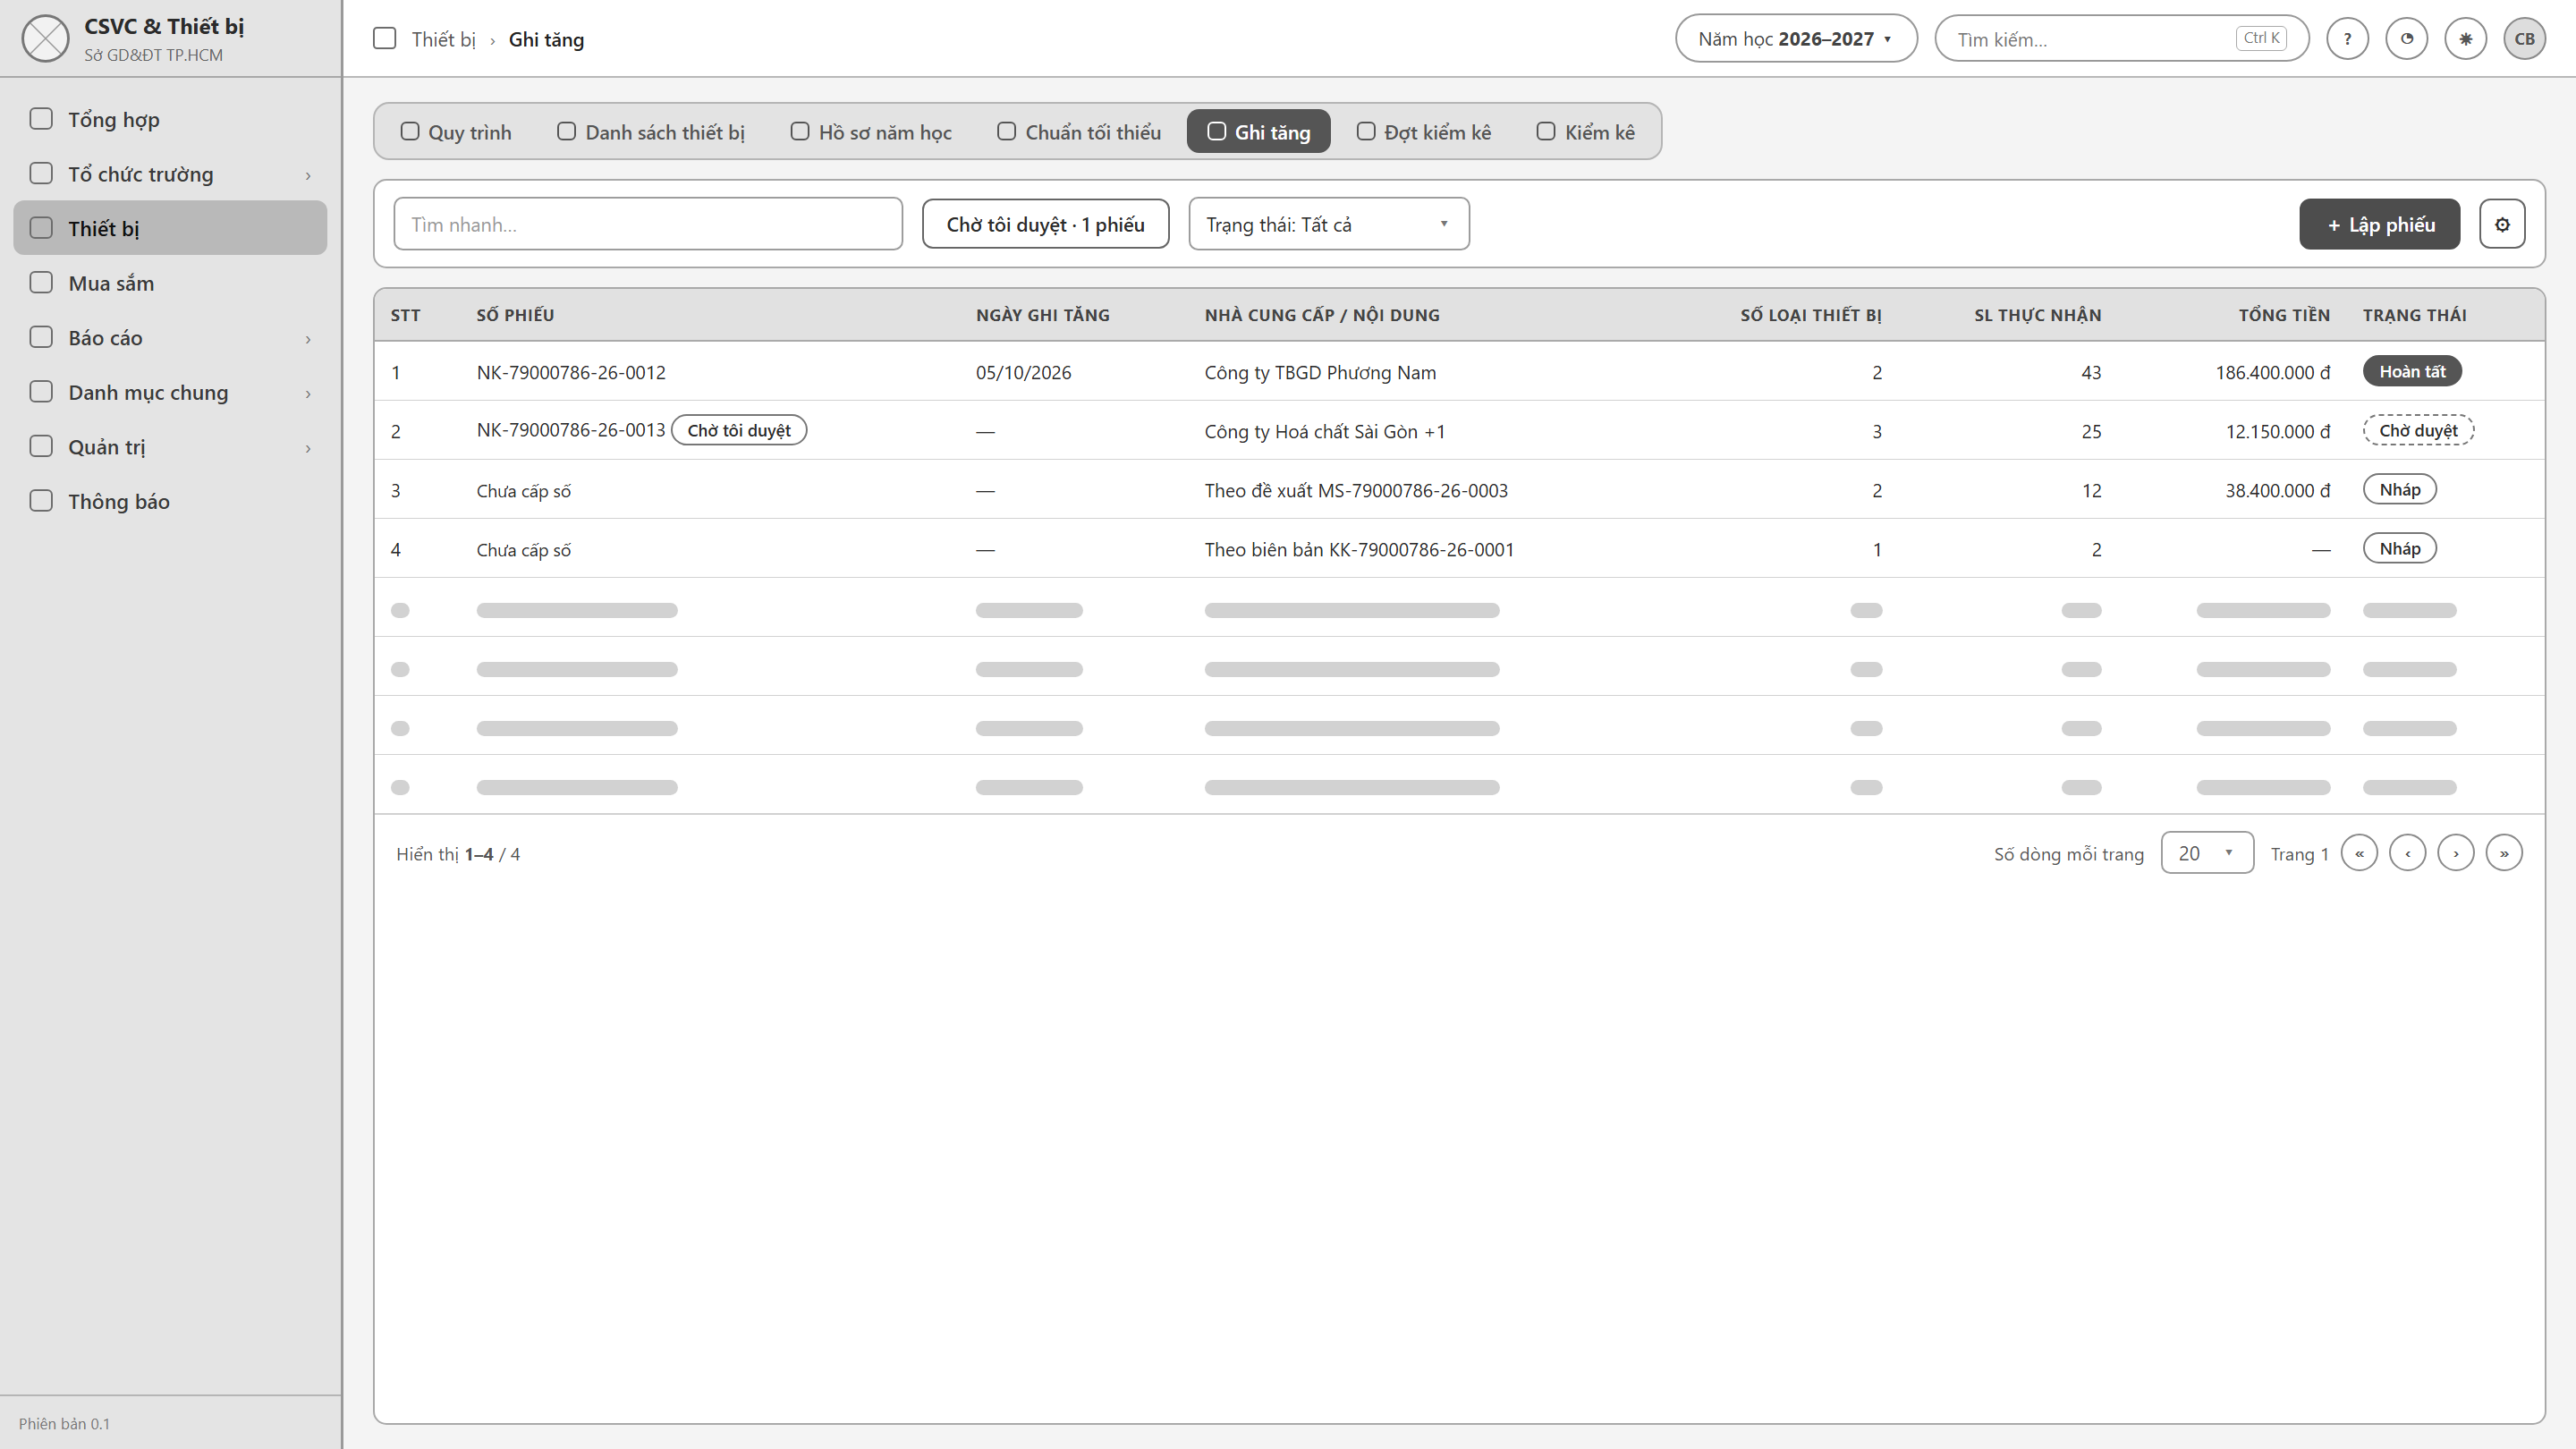 CSVC & Thiết bị
Sở GD&ĐT TP.HCM
Tổng hợp
Tổ chức trường ›
Thiết bị
Mua sắm
Báo cáo ›
Danh mục chung ›
Quản trị ›
Thông báo
Phiên bản 0.1
Thiết bị › Ghi tăng
Năm học 2026–2027 ▾
Tìm kiếm... Ctrl K
?
CB
Quy trình Danh sách thiết bị Hồ sơ năm học Chuẩn tối thiểu Ghi tăng Đợt kiểm kê Kiểm kê
Tìm nhanh... Chờ tôi duyệt · 1 phiếu Trạng thái: Tất cả ▾ + Lập phiếu
STT SỐ PHIẾU NGÀY GHI TĂNG NHÀ CUNG CẤP / NỘI DUNG SỐ LOẠI THIẾT BỊ SL THỰC NHẬN TỔNG TIỀN TRẠNG THÁI
1 NK-79000786-26-0012 05/10/2026 Công ty TBGD Phương Nam 2 43 186.400.000 đ Hoàn tất
2 NK-79000786-26-0013 Chờ tôi duyệt — Công ty Hoá chất Sài Gòn +1 3 25 12.150.000 đ Chờ duyệt
3 Chưa cấp số — Theo đề xuất MS-79000786-26-0003 2 12 38.400.000 đ Nháp
4 Chưa cấp số — Theo biên bản KK-79000786-26-0001 1 2 — Nháp
Hiển thị 1–4 / 4 Số dòng mỗi trang 20 ▾ Trang 1 « ‹ › »